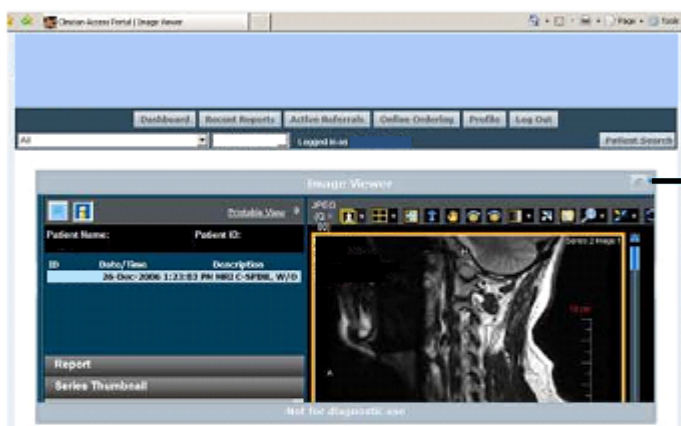 Clinician Access Portal | Image Viewer
Page
Tools
Dashboard Recent Reports Active Referrals Online Ordering Profile Log Out
All
Logged in as
Patient Search
Image Viewer
Printable View
JPEG
Patient Name: Patient ID:
ID Date/Time Description
26-Dec-2006 1:23:03 PM MRI C-SPINE, W/O
Series 2 Image 1
H
10 cm
A
Report
Series Thumbnail
Not for diagnostic use